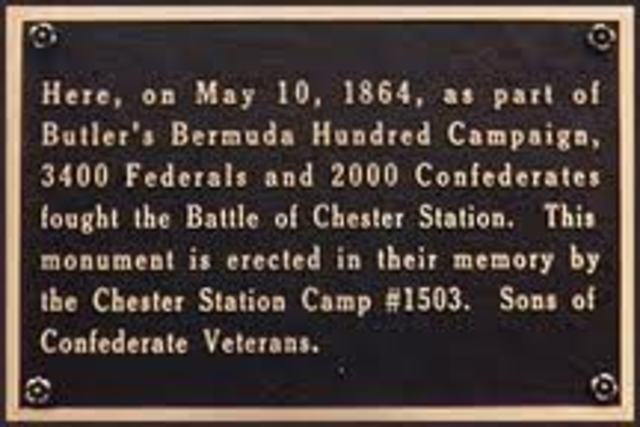 Here, on May 10, 1864, as part of
Butler's Bermuda Hundred Campaign,
3400 Federals and 2000 Confederates
fought the Battle of Chester Station. This
monument is erected in their memory by
the Chester Station Camp #1503. Sons of
Confederate Veterans.